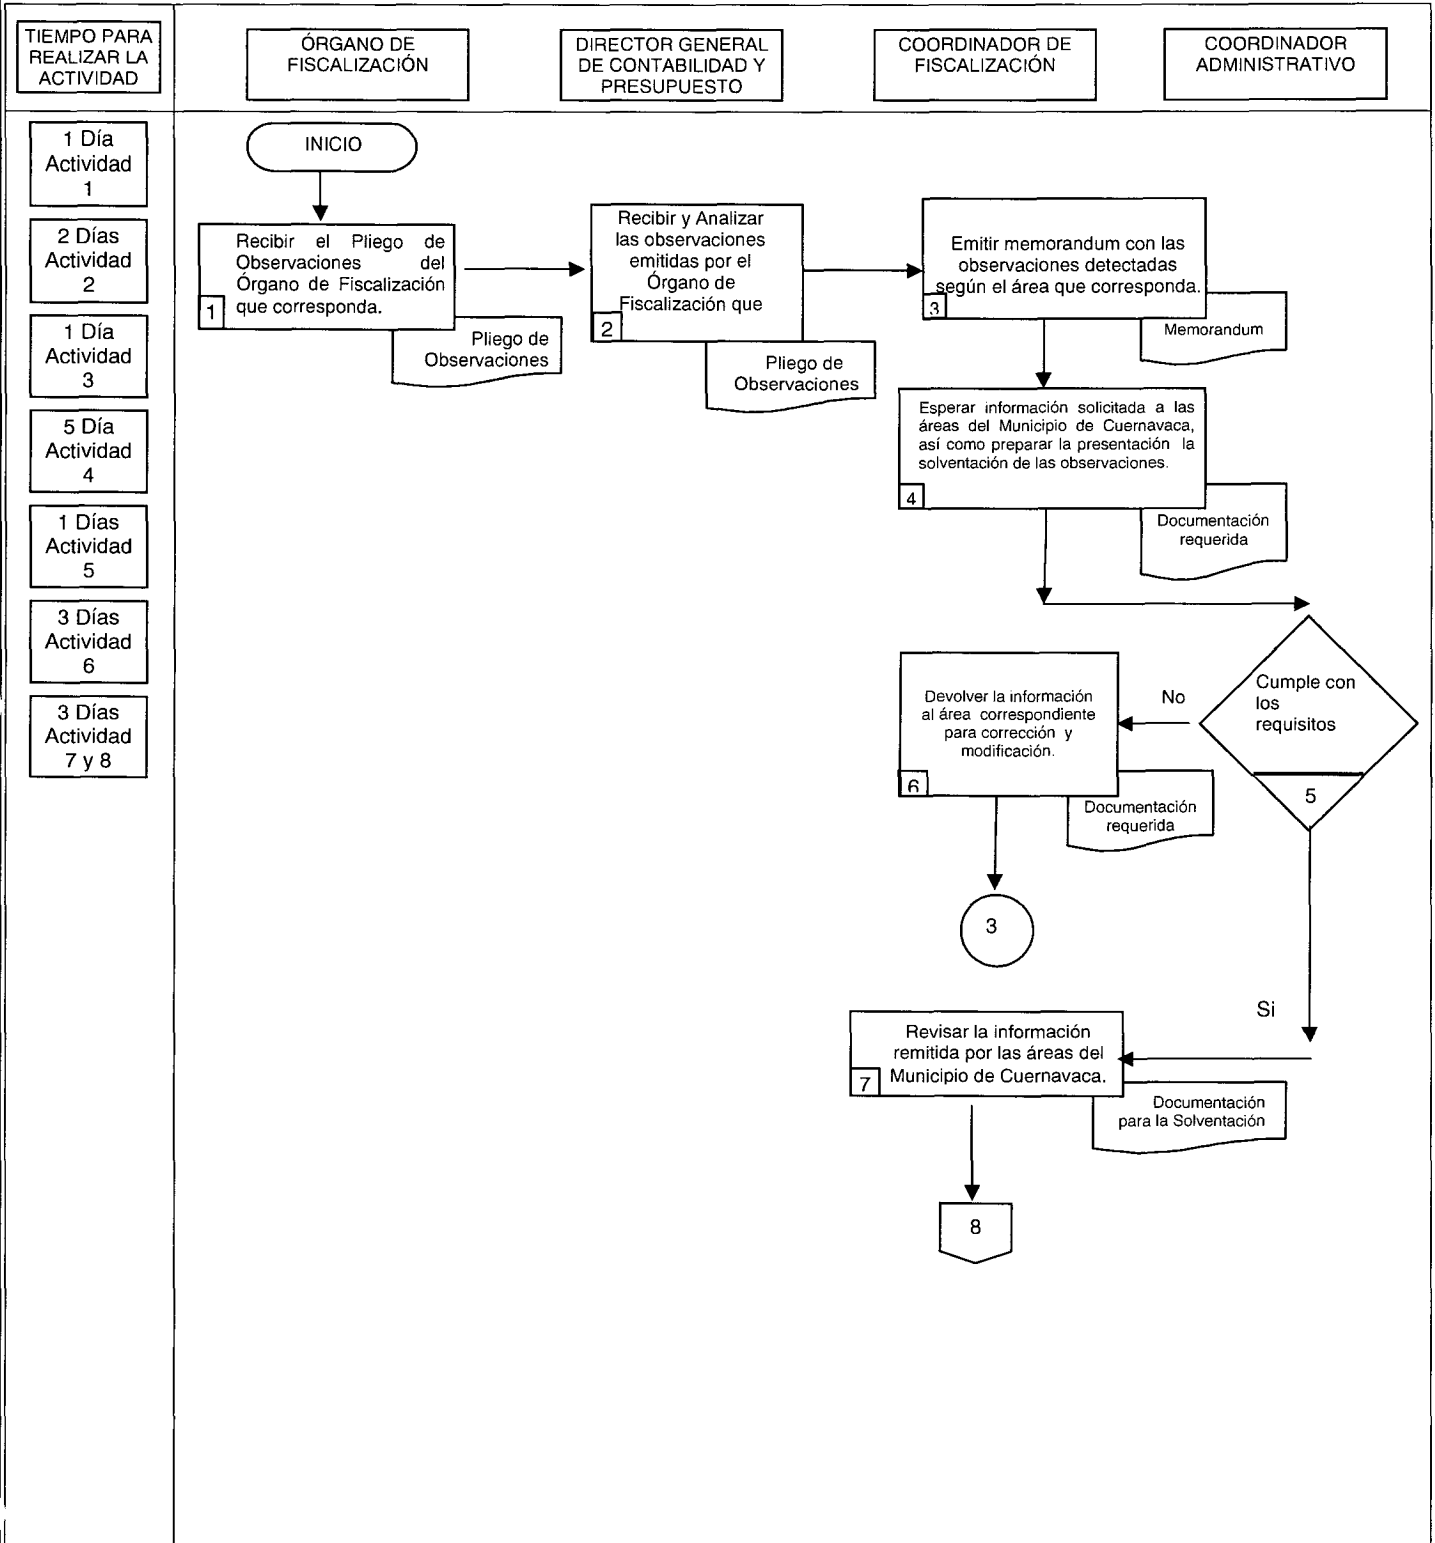 TIEMPO PARA
REALIZAR LA
ACTIVIDAD
ÓRGANO DE
FISCALIZACIÓN
DIRECTOR GENERAL
DE CONTABILIDAD Y
PRESUPUESTO
COORDINADOR DE
FISCALIZACIÓN
COORDINADOR
ADMINISTRATIVO
1 Día
Actividad
1
2 Días
Actividad
2
1 Día
Actividad
3
5 Día
Actividad
4
1 Días
Actividad
5
3 Días
Actividad
6
3 Días
Actividad
7 y 8
INICIO
Recibir el Pliego de
Observaciones del
Órgano de Fiscalización
que corresponda.
1
Pliego de
Observaciones
Recibir y Analizar
las observaciones
emitidas por el
Órgano de
Fiscalización que
2
Pliego de
Observaciones
Emitir memorandum con las
observaciones detectadas
según el área que corresponda.
3
Memorandum
Esperar información solicitada a las
áreas del Municipio de Cuernavaca,
así como preparar la presentación la
solventación de las observaciones.
4
Documentación
requerida
Cumple con
los
requisitos
5
No
Devolver la información
al área correspondiente
para corrección y
modificación.
6
Documentación
requerida
3
Si
Revisar la información
remitida por las áreas del
Municipio de Cuernavaca.
7
Documentación
para la Solventación
8